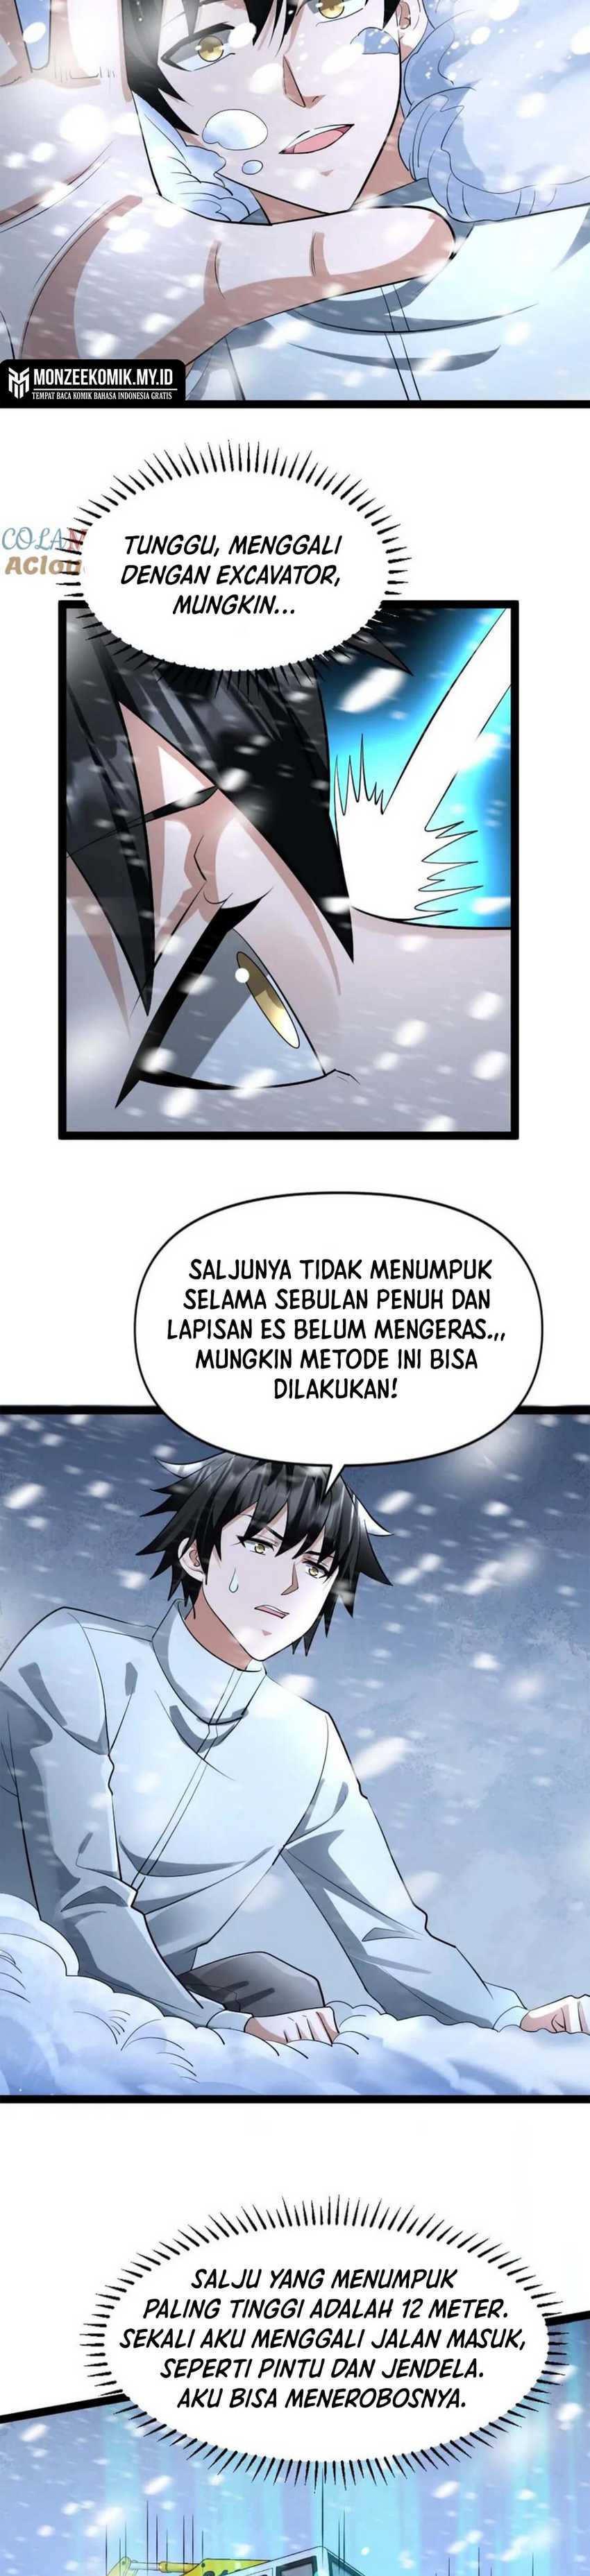 MONZEEKOMIK.MY.ID
TEMPAT BACA KOMIK BAHASA INDONESIA GRATIS
TUNGGU, MENGGALI
DENGAN EXCAVATOR,
MUNGKIN...
SALJUNYA TIDAK MENUMPUK
SELAMA SEBULAN PENUH DAN
LAPISAN ES BELUM MENGERAS.,,
MUNGKIN METODE INI BISA
DILAKUKAN!
SALJU YANG MENUMPUK
PALING TINGGI ADALAH 12 METER.
SEKALI AKU MENGGALI JALAN MASUK,
SEPERTI PINTU DAN JENDELA.
AKU BISA MENEROBOSNYA.